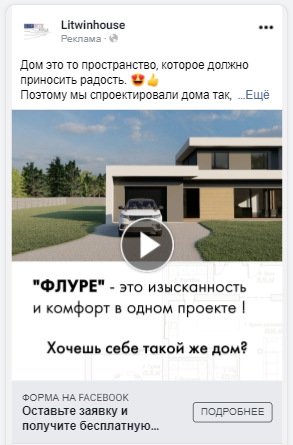 Litwinhouse
Реклама ·
Дом это то пространство, которое должно
приносить радость. 😍👍
Поэтому мы спроектировали дома так, ...Ещё
"ФЛУРЕ" - это изысканность
и комфорт в одном проекте !
Хочешь себе такой же дом?
ФОРМА НА FACEBOOK
Оставьте заявку и
получите бесплатную...
ПОДРОБНЕЕ